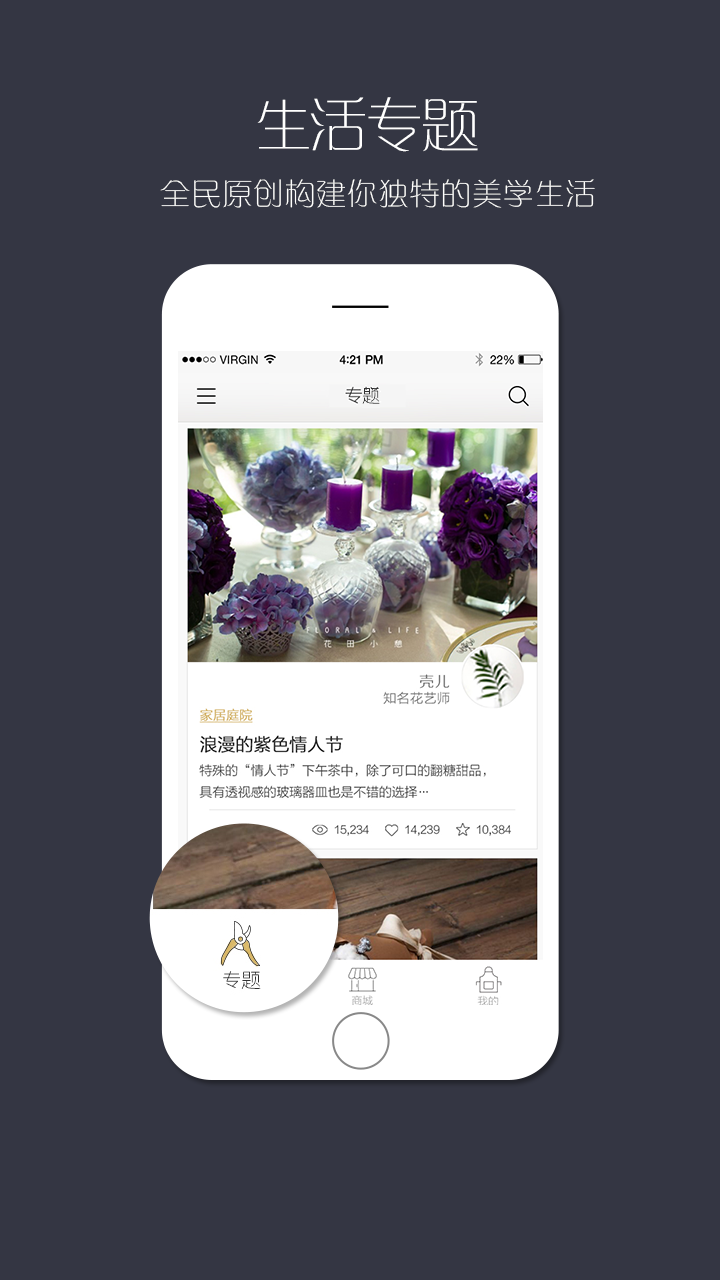 生活专题
全民原创构建你独特的美学生活
VIRGIN 4:21 PM 22%
专题
FLORAL & LIFE
花田小憩
壳儿
知名花艺师
家居庭院
浪漫的紫色情人节
特殊的“情人节”下午茶中，除了可口的翻糖甜品，
具有透视感的玻璃器皿也是不错的选择…
15,234 14,239 10,384
专题
商城
我的